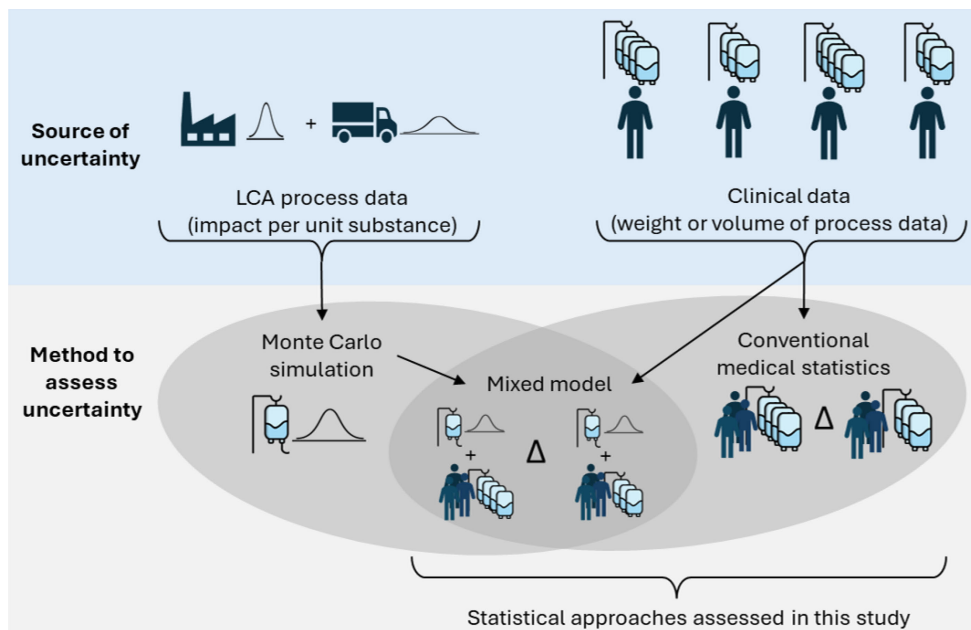 Source of
uncertainty
+
LCA process data
(impact per unit substance)
Clinical data
(weight or volume of process data)
Method to
assess
uncertainty
Monte Carlo
simulation
Mixed model
+
Δ
+
Conventional
medical statistics
Δ
Statistical approaches assessed in this study